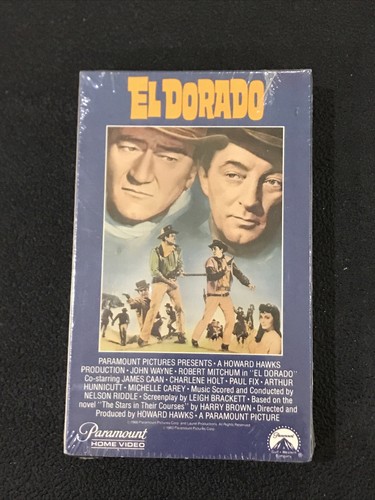 EL DORADO
PARAMOUNT PICTURES PRESENTS • A HOWARD HAWKS
PRODUCTION • JOHN WAYNE • ROBERT MITCHUM in "EL DORADO"
Co-starring JAMES CAAN • CHARLENE HOLT • PAUL FIX • ARTHUR
HUNNICUTT • MICHELE CAREY • Music Scored and Conducted by
NELSON RIDDLE • Screenplay by LEIGH BRACKETT • Based on the
novel "The Stars in Their Courses" by HARRY BROWN • Directed and
Produced by HOWARD HAWKS • A PARAMOUNT PICTURE
Paramount
HOME VIDEO
Paramount